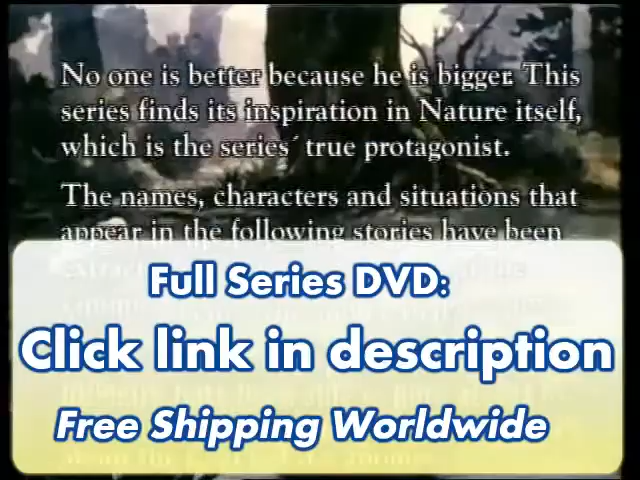 No one is better because he is bigger. This
series finds its inspiration in Nature itself,
which is the series´ true protagonist.
The names, characters and situations that
appear in the following stories have been
Full Series DVD:
Click link in description
Free Shipping Worldwide